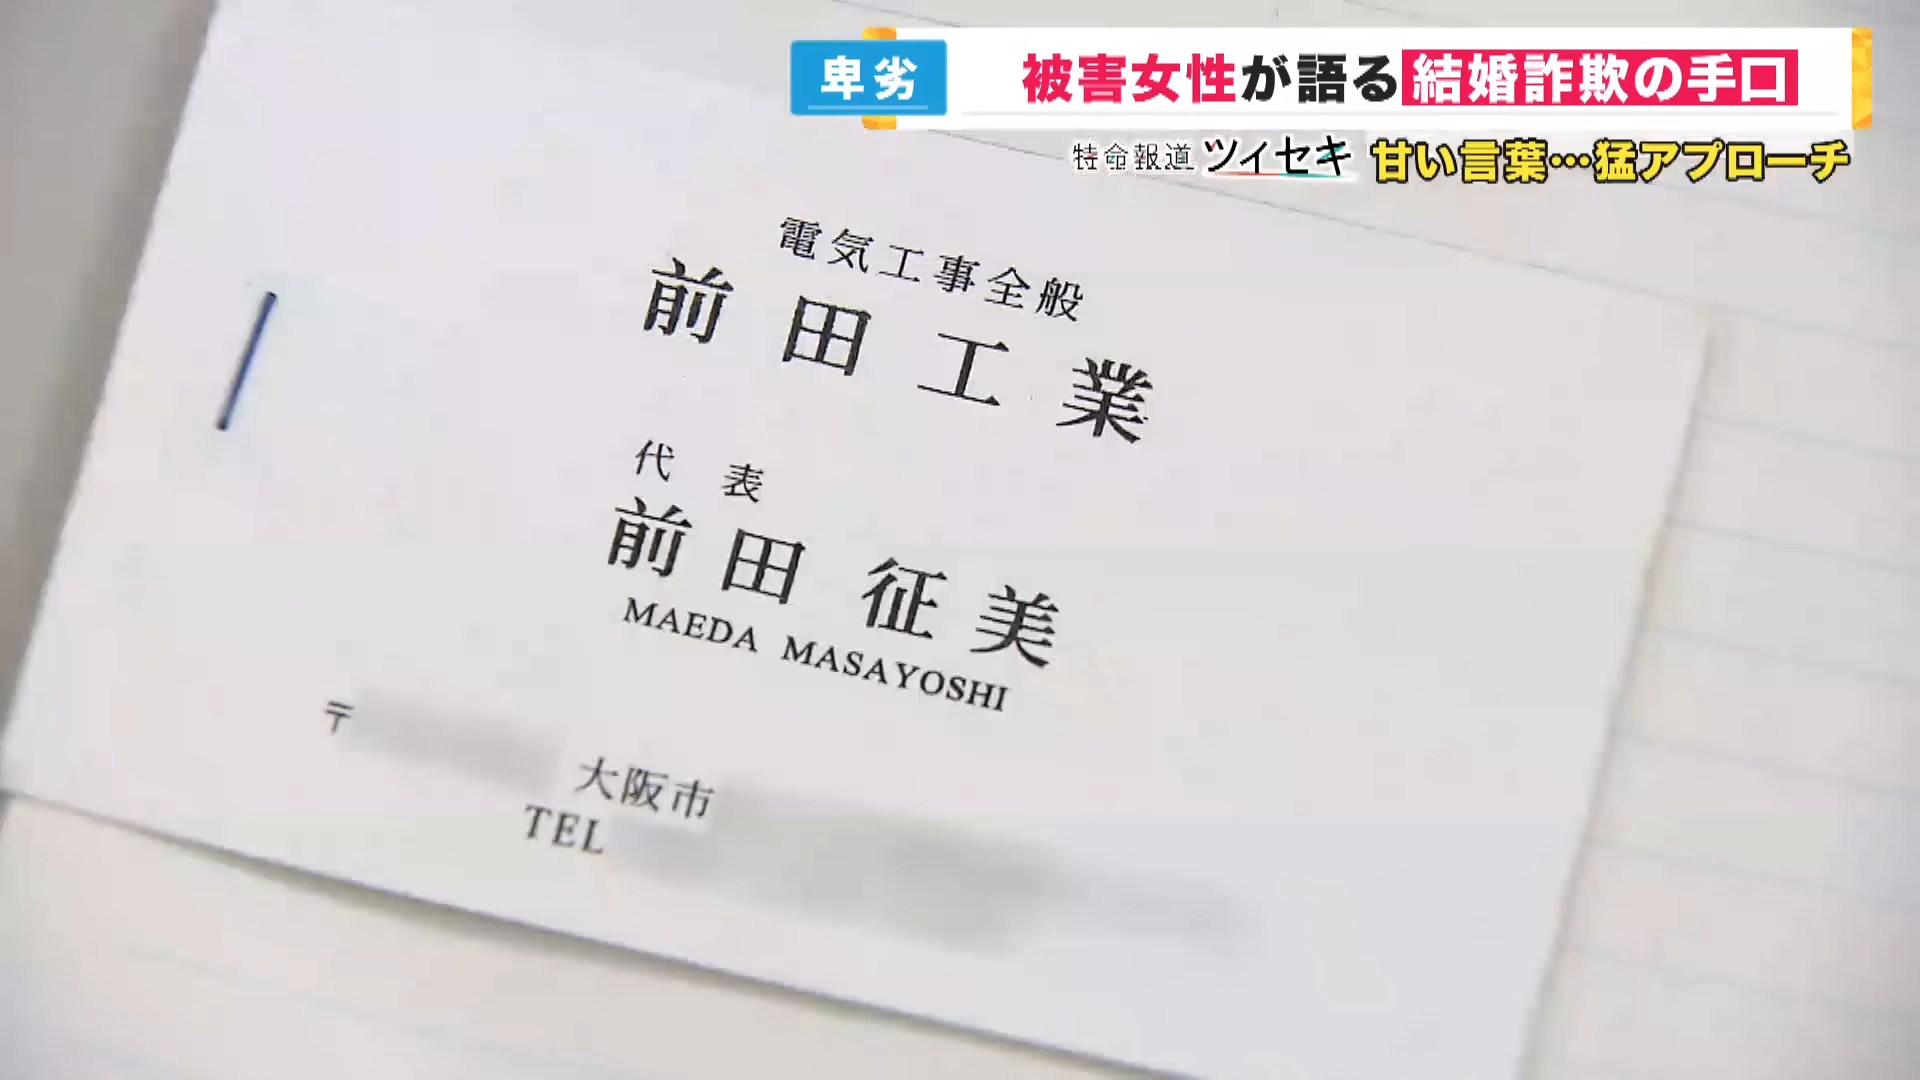 卑劣
被害女性が語る結婚詐欺の手口
特命報道 ツイセキ 甘い言葉…猛アプローチ
電気工事全般
前田工業
代 表
前田 征美
MAEDA MASAYOSHI
〒
大阪市
TEL